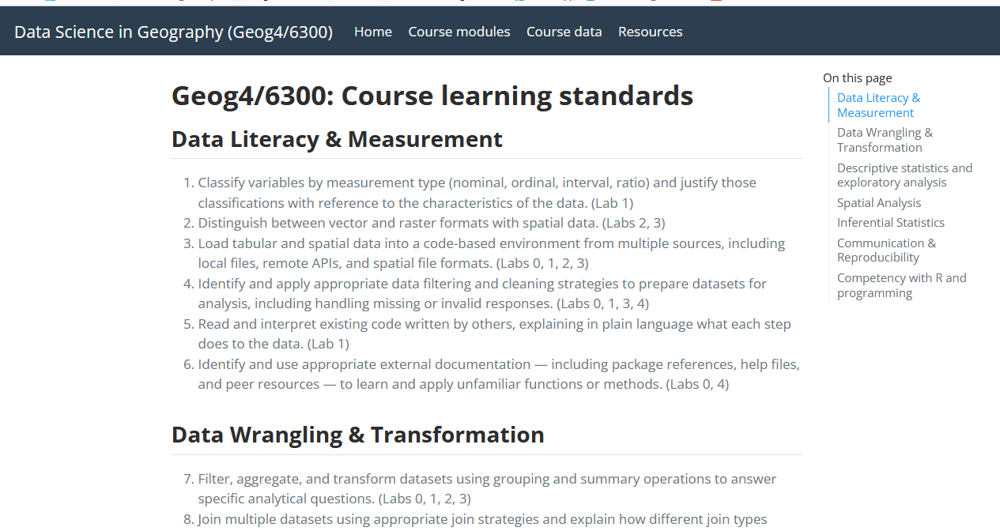 Data Science in Geography (Geog4/6300) Home Course modules Course data Resources
Geog4/6300: Course learning standards
Data Literacy & Measurement
1. Classify variables by measurement type (nominal, ordinal, interval, ratio) and justify those
classifications with reference to the characteristics of the data. (Lab 1)
2. Distinguish between vector and raster formats with spatial data. (Labs 2, 3)
3. Load tabular and spatial data into a code-based environment from multiple sources, including
local files, remote APIs, and spatial file formats. (Labs 0, 1, 2, 3)
4. Identify and apply appropriate data filtering and cleaning strategies to prepare datasets for
analysis, including handling missing or invalid responses. (Labs 0, 1, 3, 4)
5. Read and interpret existing code written by others, explaining in plain language what each step
does to the data. (Lab 1)
6. Identify and use appropriate external documentation — including package references, help files,
and peer resources — to learn and apply unfamiliar functions or methods. (Labs 0, 4)
Data Wrangling & Transformation
7. Filter, aggregate, and transform datasets using grouping and summary operations to answer
specific analytical questions. (Labs 0, 1, 2, 3)
8. Join multiple datasets using appropriate join strategies and explain how different join types
On this page
Data Literacy &
Measurement
Data Wrangling &
Transformation
Descriptive statistics and
exploratory analysis
Spatial Analysis
Inferential Statistics
Communication &
Reproducibility
Competency with R and
programming